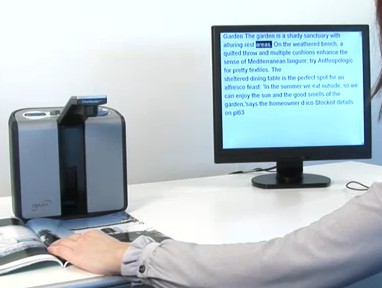 Garden The garden is a shady sanctuary with
alluring rest areas. On the weathered bench, a
quilted throw and multiple cushions enhance the
sense of Mediterranean languer; by Anthropologie
for pretty textiles. The
sheltered dining table is the perfect spot for an
alfresco feast: 'In the summer we eat outside, so we
can enjoy the sun and the good smells of the
garden,'says the homeowner d ico Stockist details
on p163